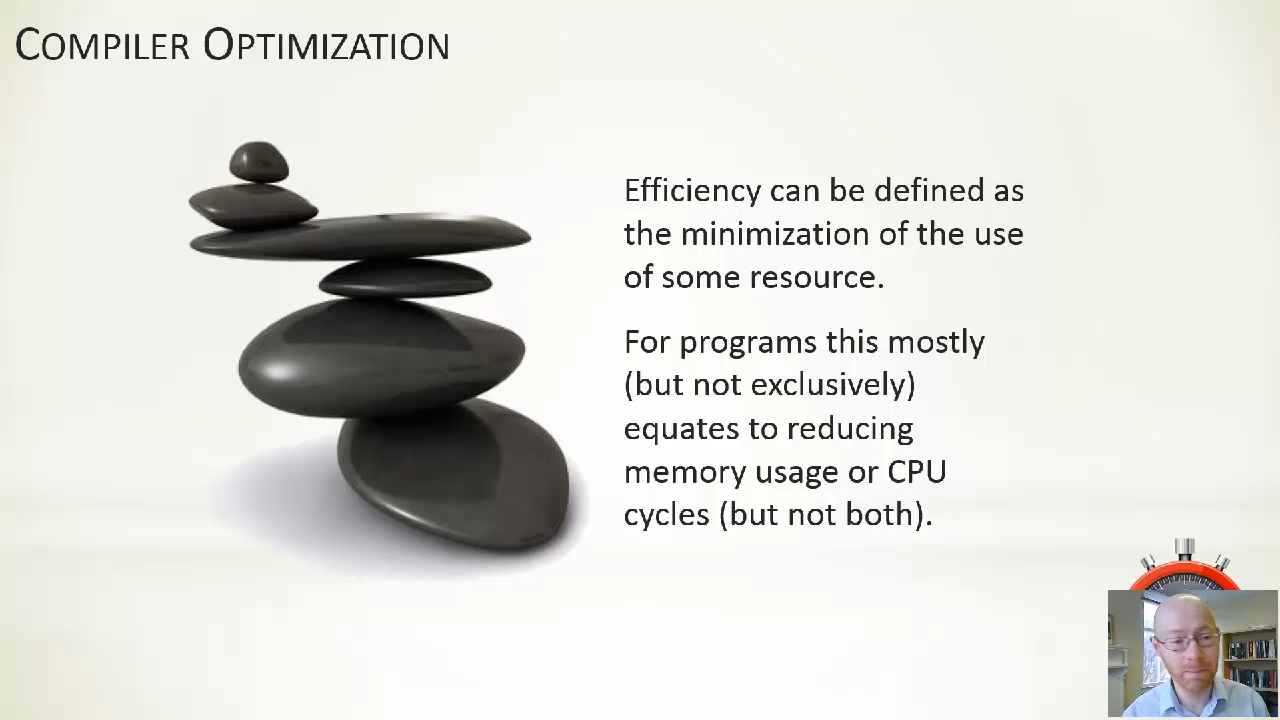 COMPILER OPTIMIZATION
Efficiency can be defined as
the minimization of the use
of some resource.
For programs this mostly
(but not exclusively)
equates to reducing
memory usage or CPU
cycles (but not both).